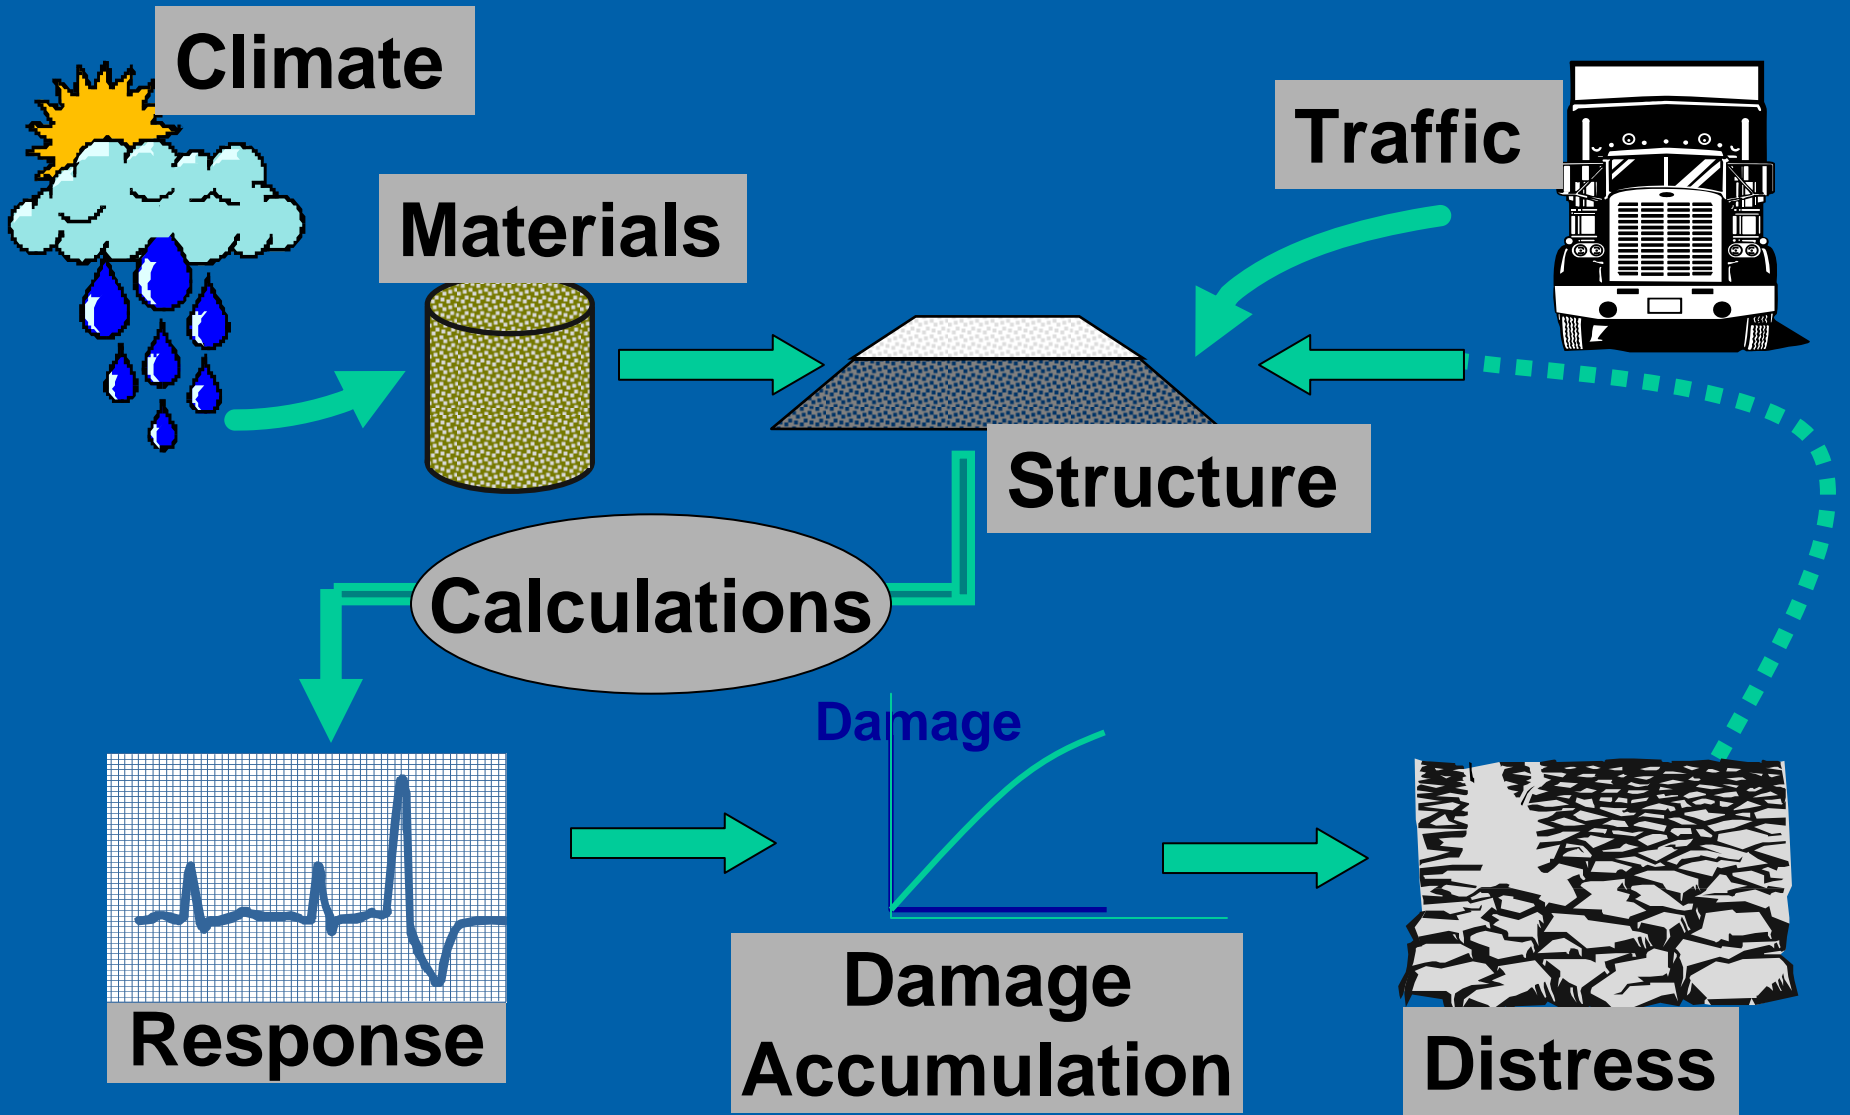 Climate
Traffic
Materials
Structure
Calculations
Damage
Response
Damage
Accumulation
Distress